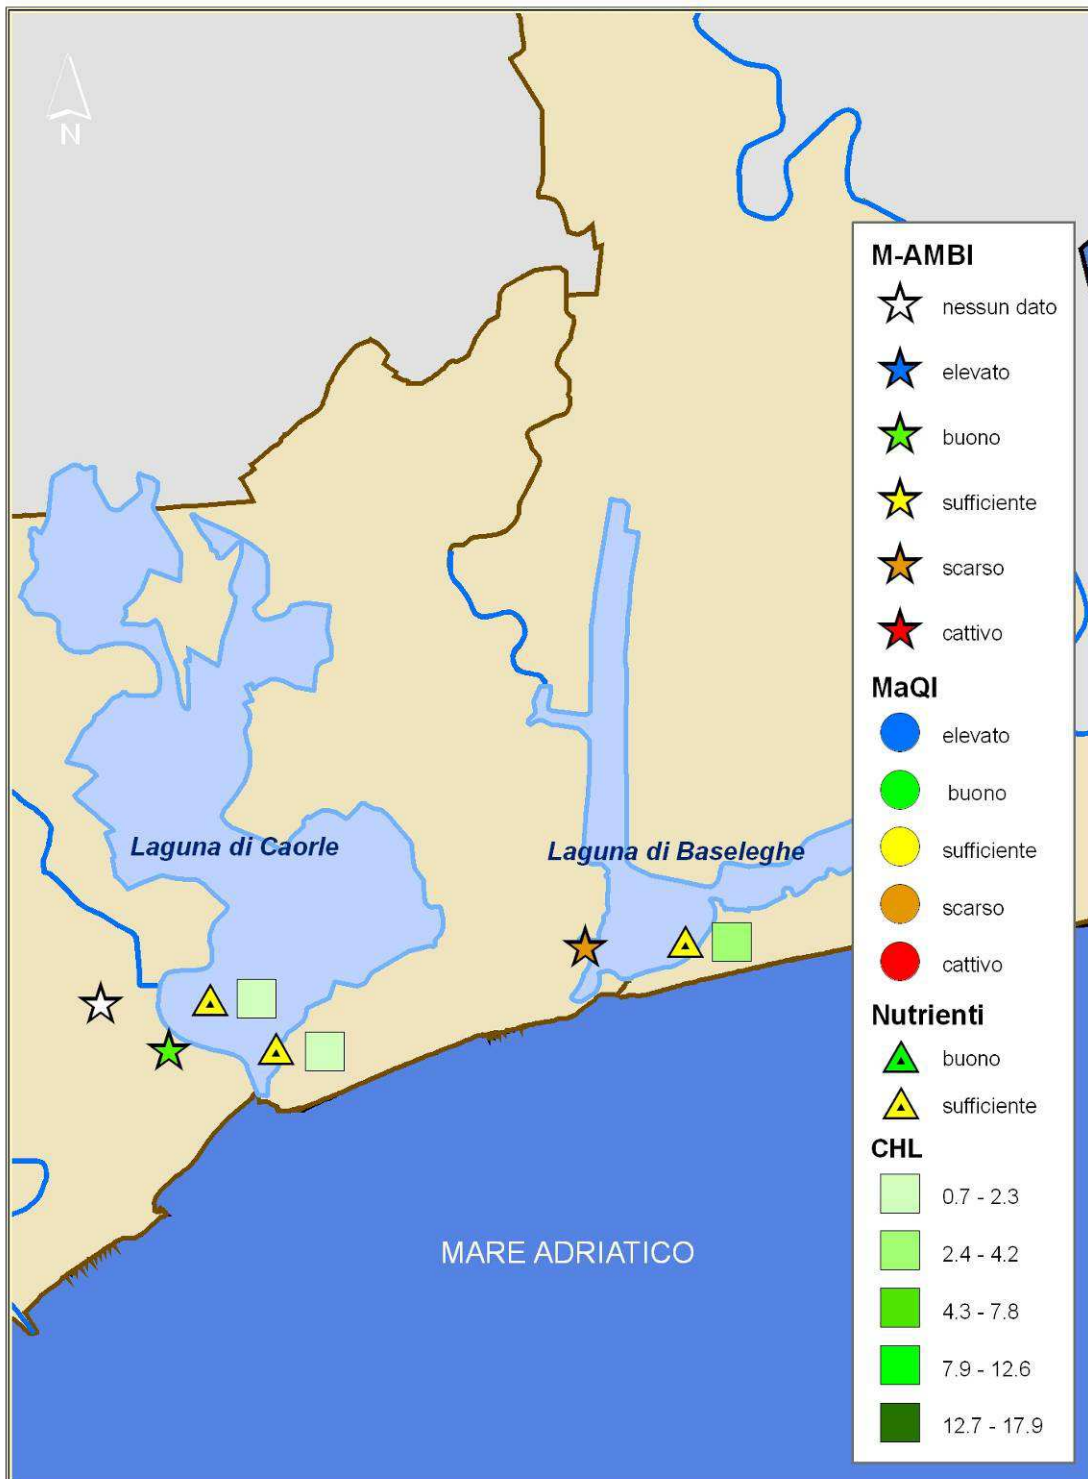 N
Laguna di Caorle
Laguna di Baseleghe
MARE ADRIATICO
M-AMBI
nessun dato
elevato
buono
sufficiente
scarso
cattivo
MaQI
elevato
buono
sufficiente
scarso
cattivo
Nutrienti
buono
sufficiente
CHL
0.7 - 2.3
2.4 - 4.2
4.3 - 7.8
7.9 - 12.6
12.7 - 17.9